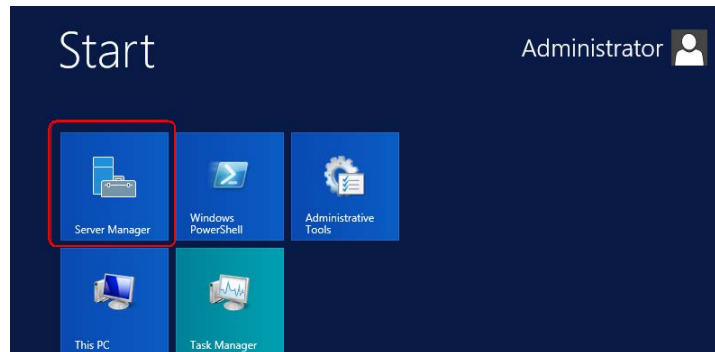 Start
Administrator
Server Manager
Windows
PowerShell
Administrative
Tools
This PC
Task Manager